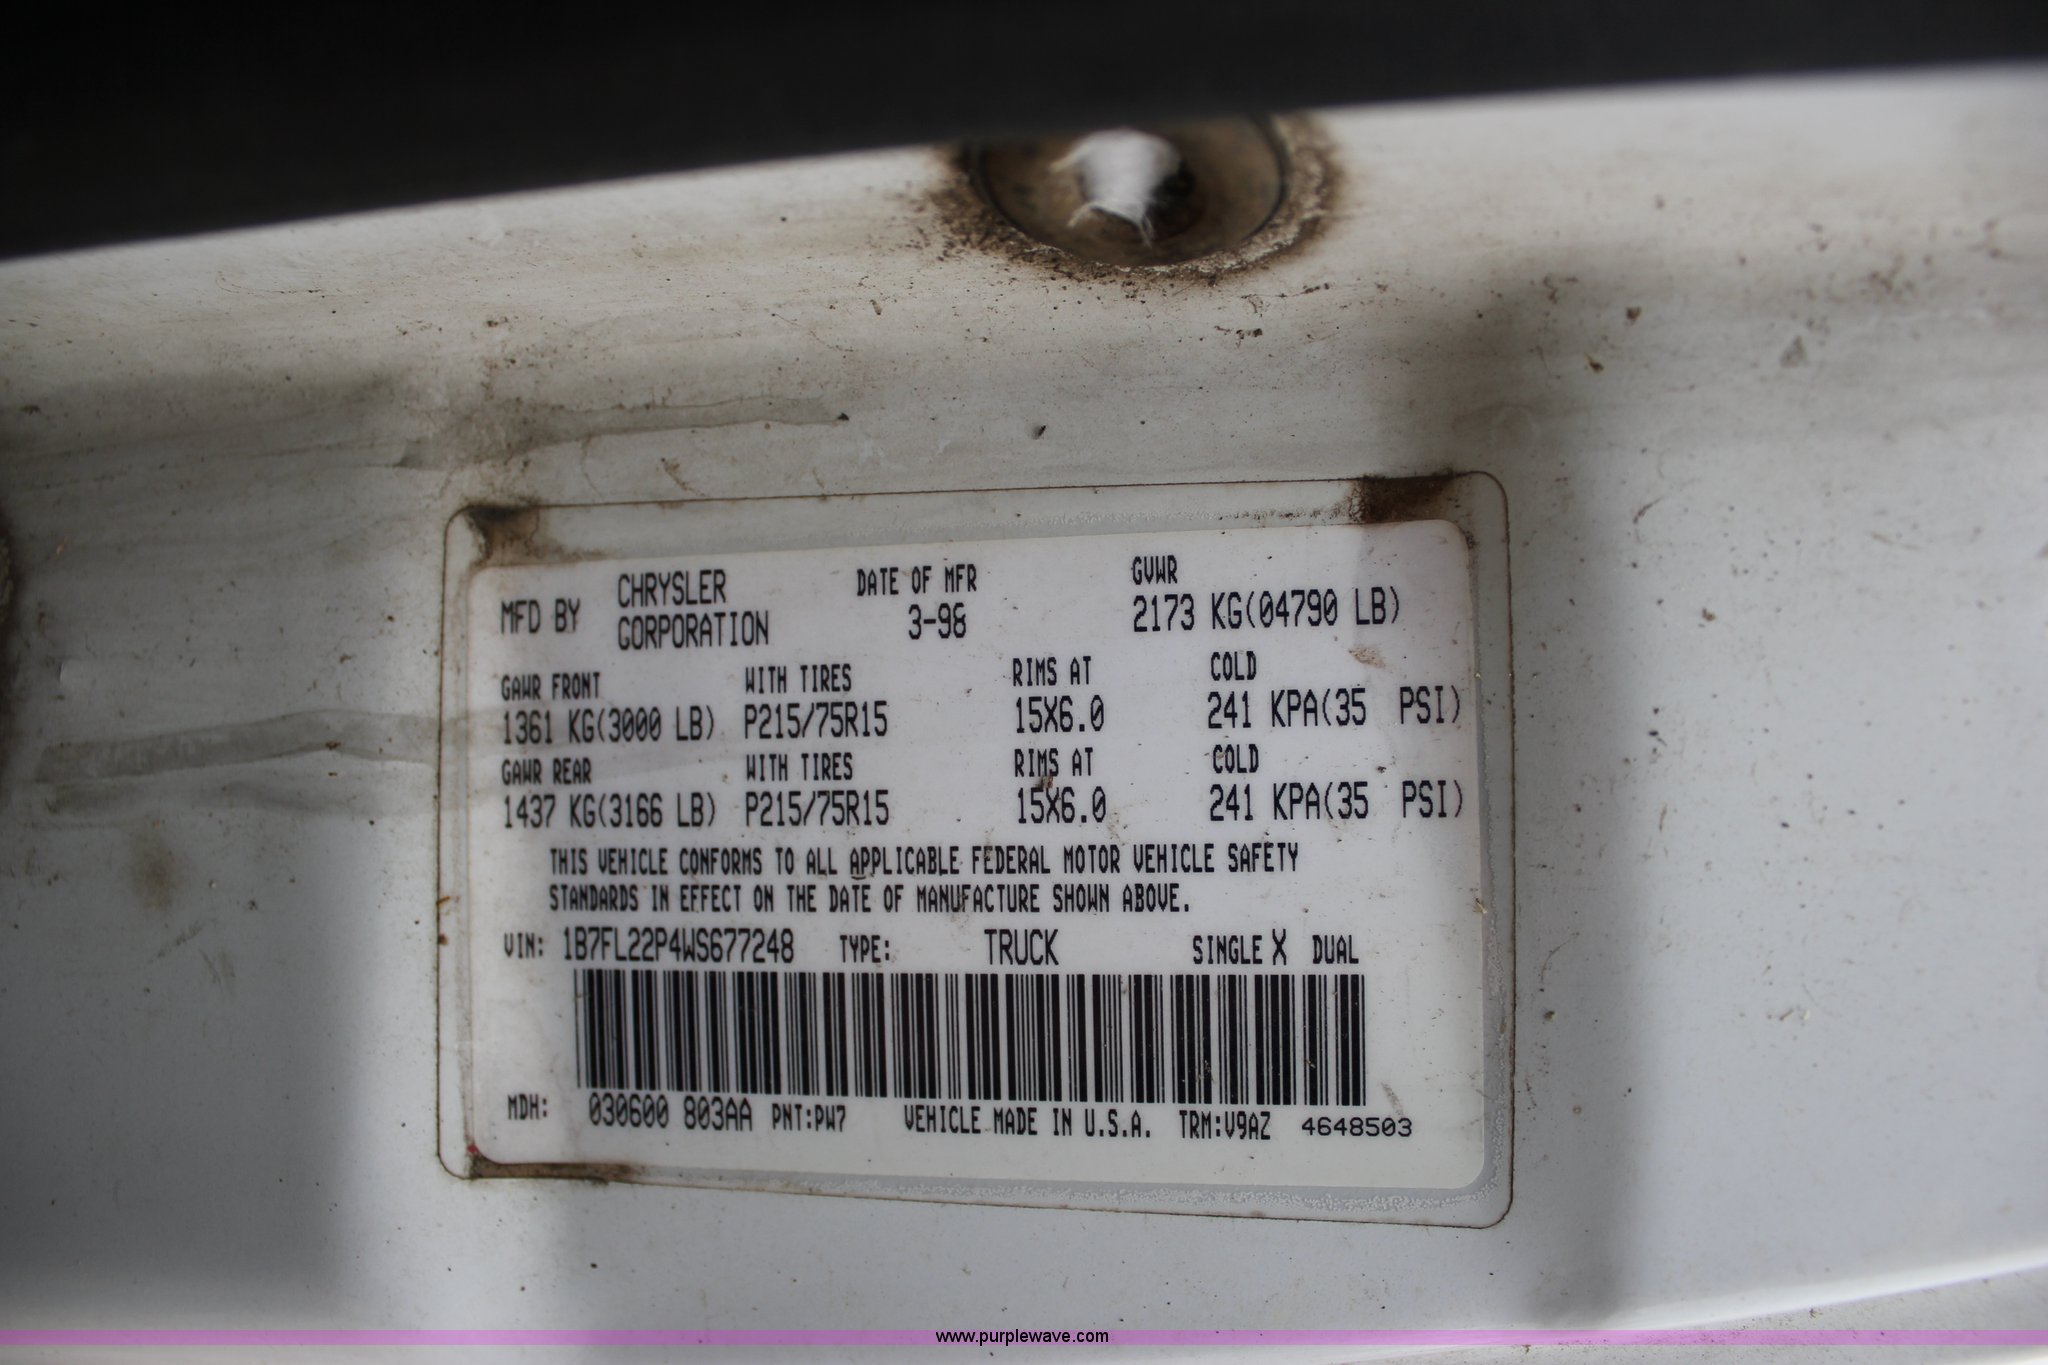 MFD BY CHRYSLER CORPORATION DATE OF MFR 3-98 GVWR 2173 KG(04790 LB)
GAWR FRONT WITH TIRES RIMS AT COLD
1361 KG(3000 LB) P215/75R15 15X6.0 241 KPA(35 PSI)
GAWR REAR WITH TIRES RIMS AT COLD
1437 KG(3166 LB) P215/75R15 15X6.0 241 KPA(35 PSI)
THIS VEHICLE CONFORMS TO ALL APPLICABLE FEDERAL MOTOR VEHICLE SAFETY
STANDARDS IN EFFECT ON THE DATE OF MANUFACTURE SHOWN ABOVE.
VIN: 1B7FL22P4WS677248 TYPE: TRUCK SINGLE X DUAL
MDH: 030600 803AA PNT:PW7 VEHICLE MADE IN U.S.A. TRM:V9AZ 4648503
www.purplewave.com